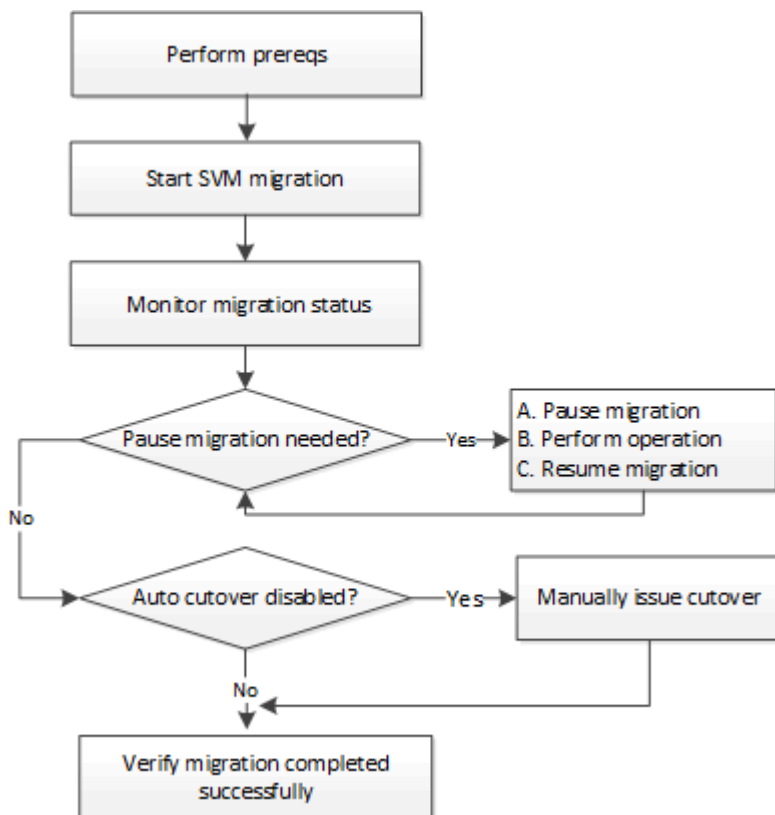 Perform prereqs
Start SVM migration
Monitor migration status
Pause migration needed?
Yes
A. Pause migration
B. Perform operation
C. Resume migration
No
Auto cutover disabled?
Yes
Manually issue cutover
No
Verify migration completed
successfully